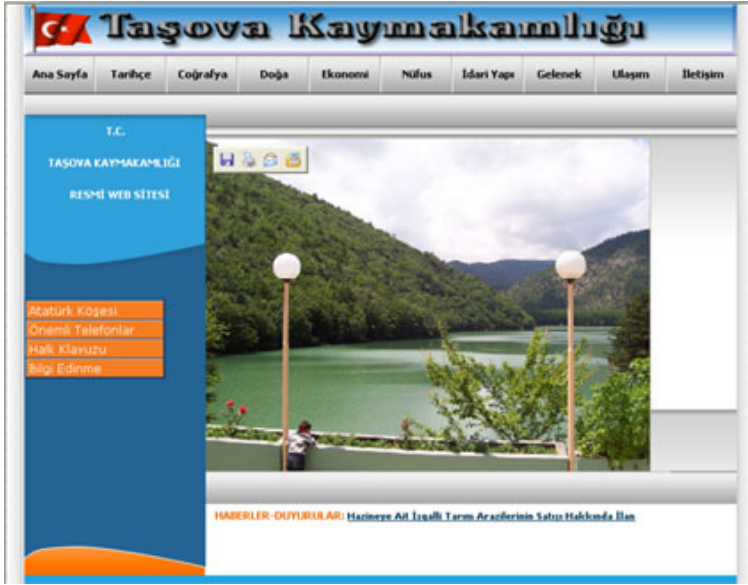 Taşova Kaymakamlığı
Ana Sayfa Tarihçe Coğrafya Doğa Ekonomi Nüfus İdari Yapı Gelenek Ulaşım İletişim
T.C.
TAŞOVA KAYMAKAMLIĞI
RESMİ WEB SİTESİ
Atatürk Köşesi
Önemli Telefonlar
Halk Klavuzu
Bilgi Edinme
HABERLER-DUYURULAR: Hazineye Ait İşgalli Tarım Arazilerinin Satışı Hakkında İlan